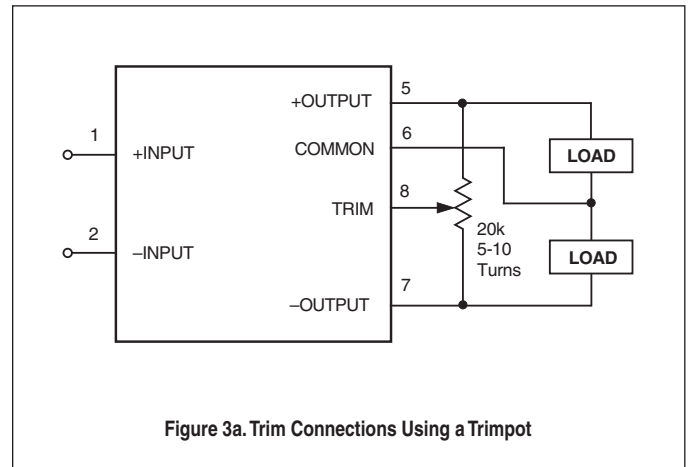 5
+OUTPUT
6
1
+INPUT
COMMON
LOAD
8
TRIM
20k
5-10
Turns
2
–INPUT
LOAD
7
–OUTPUT
Figure 3a. Trim Connections Using a Trimpot